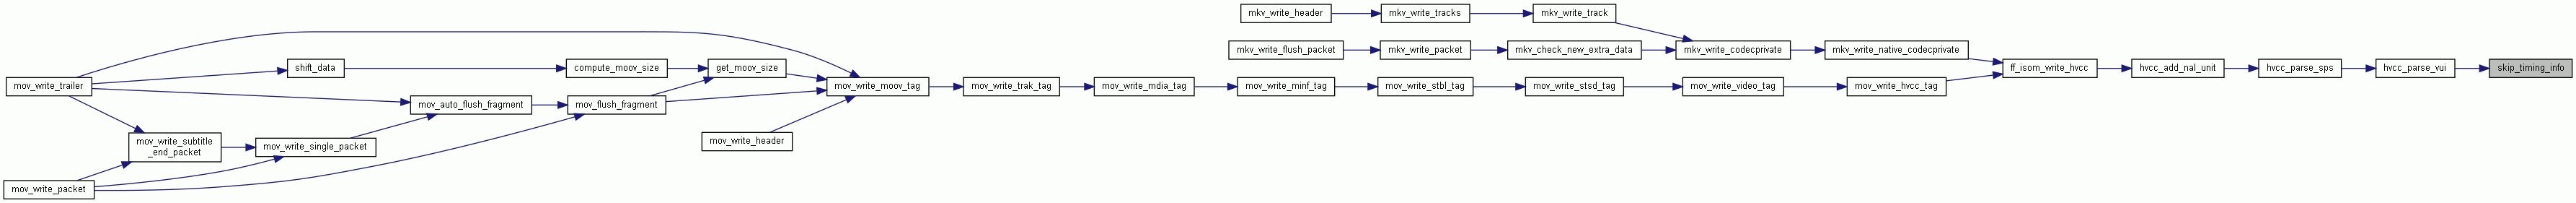 mkv_write_header
mkv_write_tracks
mkv_write_track
mkv_write_flush_packet
mkv_write_packet
mkv_check_new_extra_data
mkv_write_codecprivate
mkv_write_native_codecprivate
shift_data
compute_moov_size
get_moov_size
ff_isom_write_hvcc
hvcc_add_nal_unit
hvcc_parse_sps
hvcc_parse_vui
skip_timing_info
mov_write_trailer
mov_write_moov_tag
mov_write_trak_tag
mov_write_mdia_tag
mov_write_minf_tag
mov_write_stbl_tag
mov_write_stsd_tag
mov_write_video_tag
mov_write_hvcc_tag
mov_auto_flush_fragment
mov_flush_fragment
mov_write_subtitle
_end_packet
mov_write_single_packet
mov_write_header
mov_write_packet